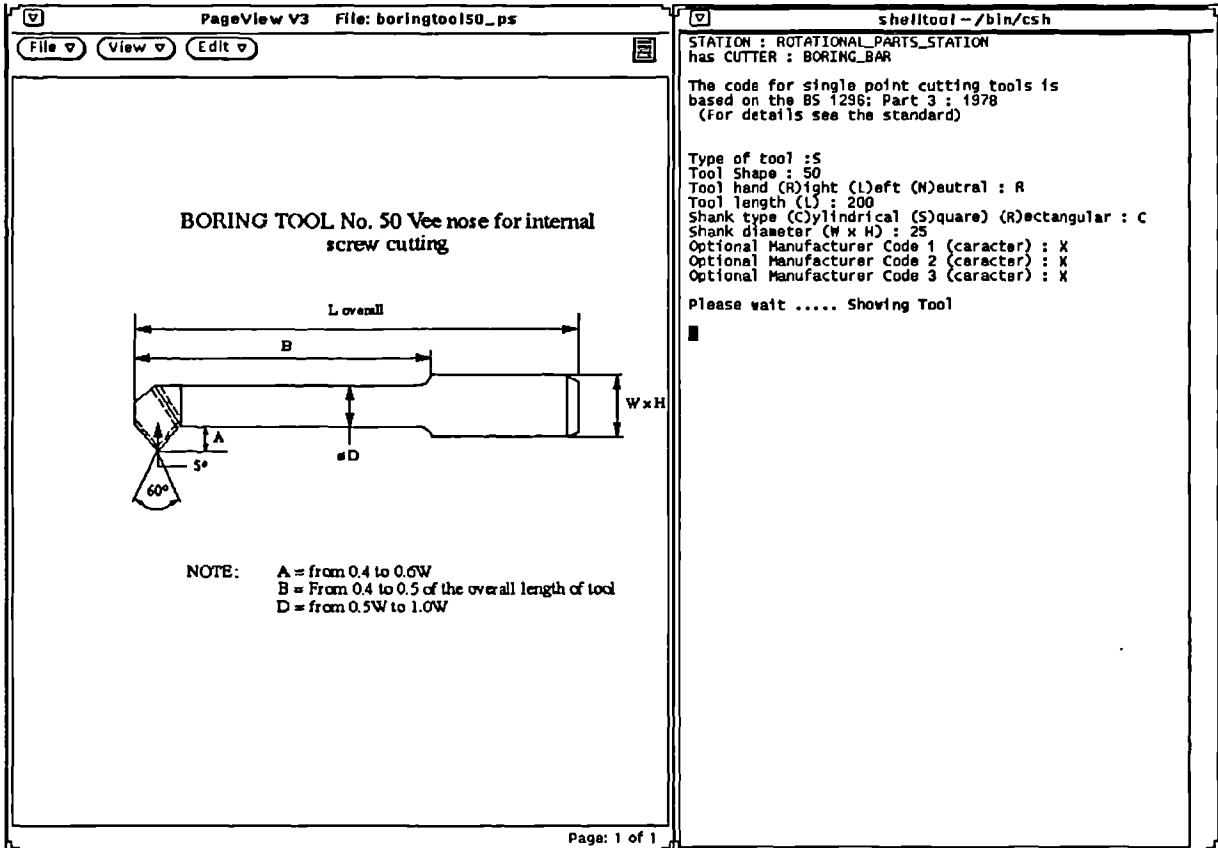 PageView V3 File: boringtool50_ps
File View Edit
BORING TOOL No. 50 Vee nose for internal
screw cutting
L overall
B
W x H
A
øD
5º
60º
NOTE: A = from 0.4 to 0.6W
B = From 0.4 to 0.5 of the overall length of tool
D = from 0.5W to 1.0W
Page: 1 of 1
shelltool - /bin/csh
STATION : ROTATIONAL_PARTS_STATION
has CUTTER : BORING_BAR
The code for single point cutting tools is
based on the BS 1296: Part 3 : 1978
(For details see the standard)
Type of tool :S
Tool Shape : 50
Tool hand (R)ight (L)eft (N)eutral : R
Tool length (L) : 200
Shank type (C)ylindrical (S)quare) (R)ectangular : C
Shank diameter (W x H) : 25
Optional Manufacturer Code 1 (caracter) : X
Optional Manufacturer Code 2 (caracter) : X
Optional Manufacturer Code 3 (caracter) : X
Please wait ..... Showing Tool